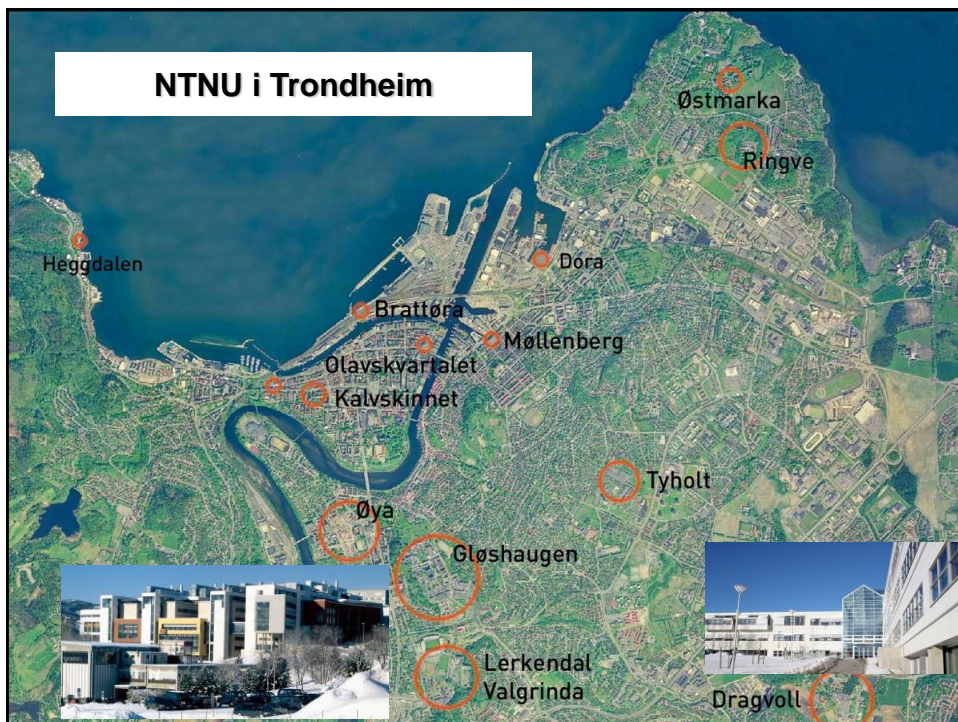 NTNU i Trondheim
Østmarka
Ringve
Heggdalen
Dora
Brattøra
Møllenberg
Olavskvartalet
Kalvskinnet
Tyholt
Øya
Gløshaugen
Lerkendal
Valgrinda
Dragvoll